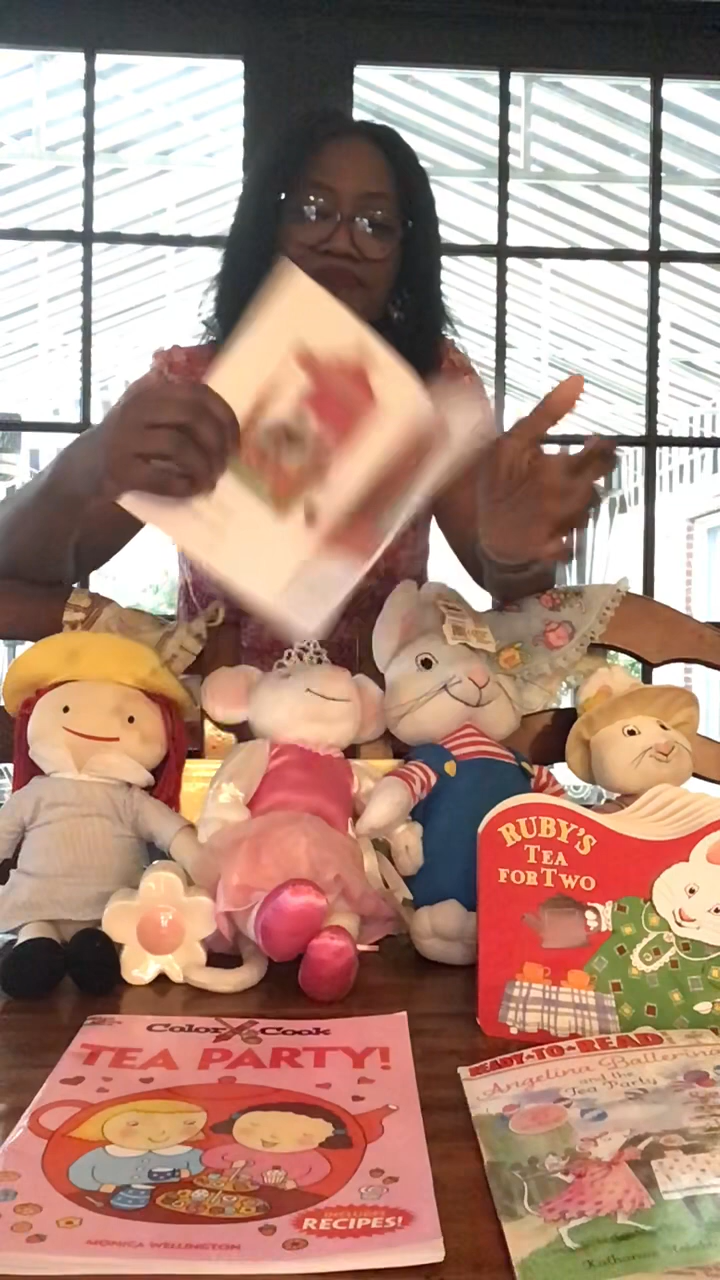 RUBY'S
TEA
FOR TWO
Color & Cook
TEA PARTY!
INCLUDES
RECIPES!
MONICA WELLINGTON
READY-TO-READ
Angelina Ballerina
and the
Tea Party
Katharine